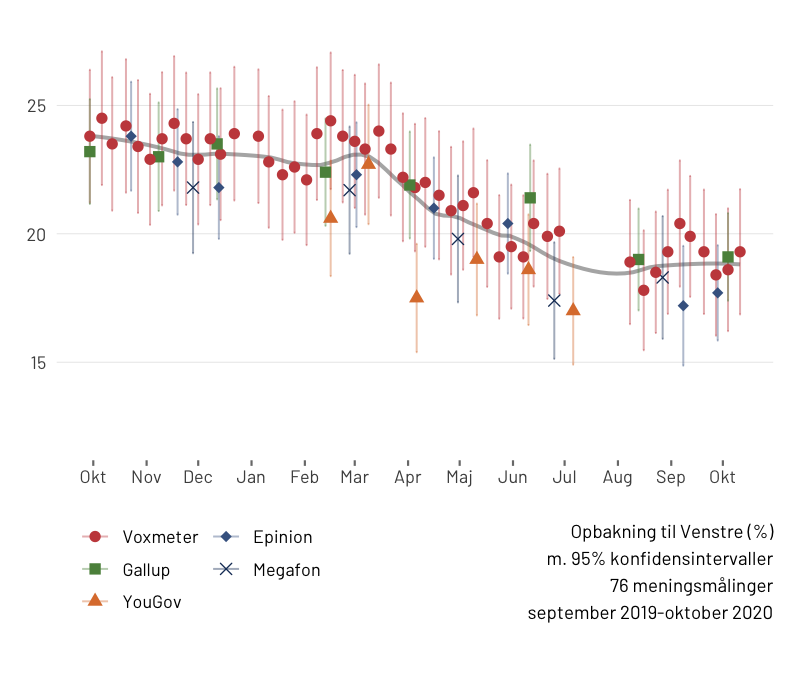 25
20
15
Okt Nov Dec Jan Feb Mar Apr Maj Jun Jul Aug Sep Okt
Voxmeter Epinion
Gallup Megafon
YouGov
Opbakning til Venstre (%)
m. 95% konfidensintervaller
76 meningsmålinger
september 2019-oktober 2020